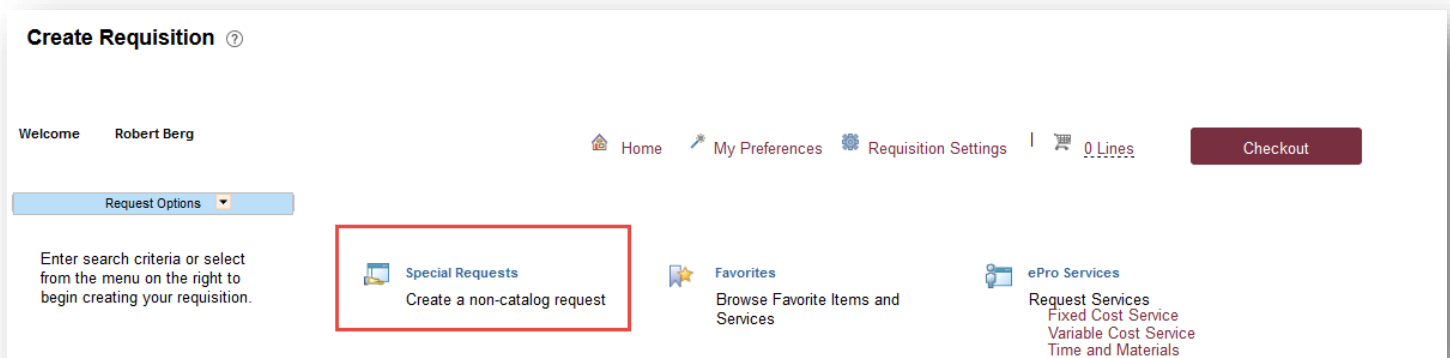 Create Requisition ?
Welcome Robert Berg
Home My Preferences Requisition Settings | 0 Lines Checkout
Request Options
Enter search criteria or select
from the menu on the right to
begin creating your requisition.
Special Requests
Create a non-catalog request
Favorites
Browse Favorite Items and
Services
ePro Services
Request Services
Fixed Cost Service
Variable Cost Service
Time and Materials